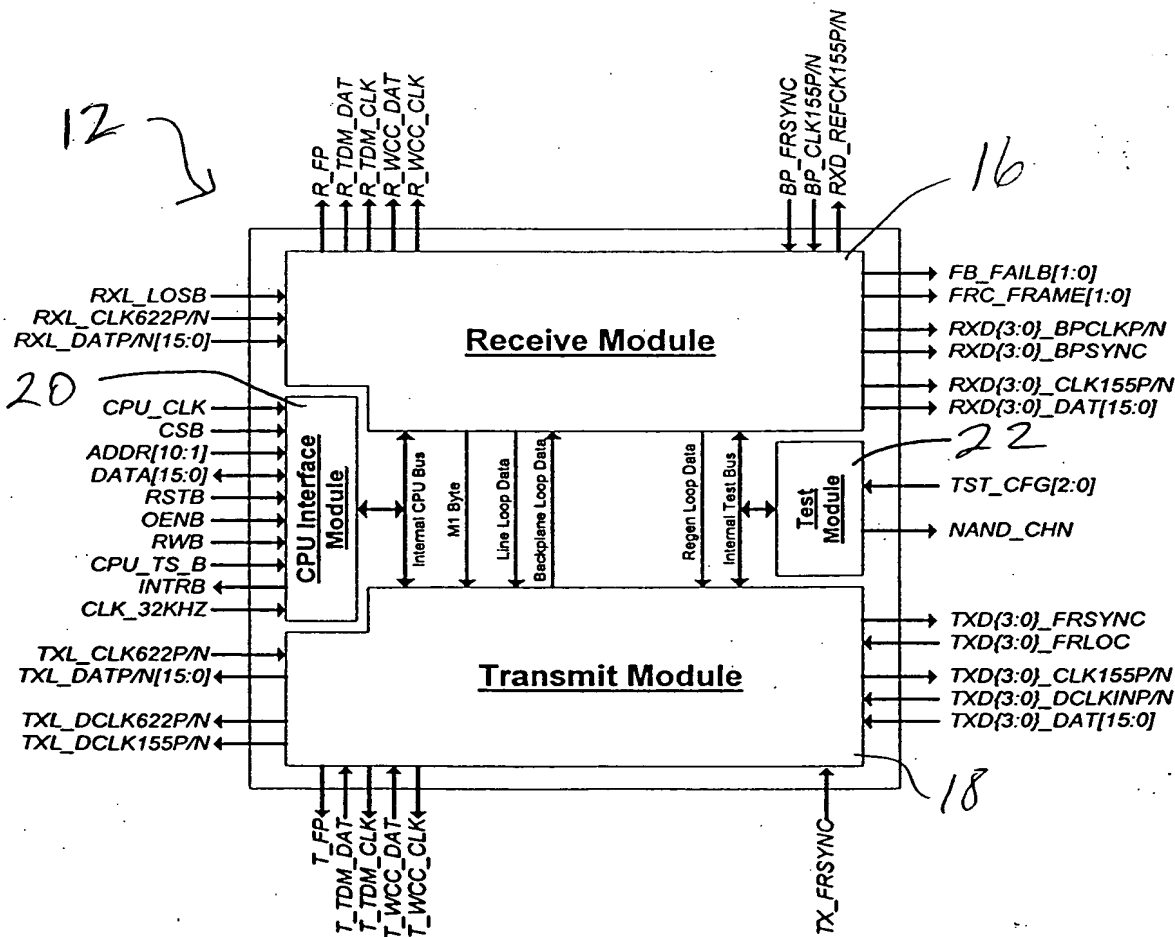 12
R_FP
R_TDM_DAT
R_TDM_CLK
R_WCC_DAT
R_WCC_CLK
BP_FRSYNC
BP_CLK155P/N
RXD_REFCK155P/N
16
RXL_LOSB
RXL_CLK622P/N
RXL_DATP/N[15:0]
Receive Module
FB_FAILB[1:0]
FRC_FRAME[1:0]
RXD{3:0}_BPCLKP/N
RXD{3:0}_BPSYNC
RXD{3:0}_CLK155P/N
RXD{3:0}_DAT[15:0]
20
CPU_CLK
CSB
ADDR[10:1]
DATA[15:0]
RSTB
OENB
RWB
CPU_TS_B
INTRB
CLK_32KHZ
CPU Interface
Module
Internal CPU Bus
M1 Byte
Line Loop Data
Backplane Loop Data
Regen Loop Data
Internal Test Bus
Test
Module
22
TST_CFG[2:0]
NAND_CHN
TXL_CLK622P/N
TXL_DATP/N[15:0]
TXL_DCLK622P/N
TXL_DCLK155P/N
Transmit Module
TXD{3:0}_FRSYNC
TXD{3:0}_FRLOC
TXD{3:0}_CLK155P/N
TXD{3:0}_DCLKINP/N
TXD{3:0}_DAT[15:0]
18
T_FP
T_TDM_DAT
T_TDM_CLK
T_WCC_DAT
T_WCC_CLK
TX_FRSYNC